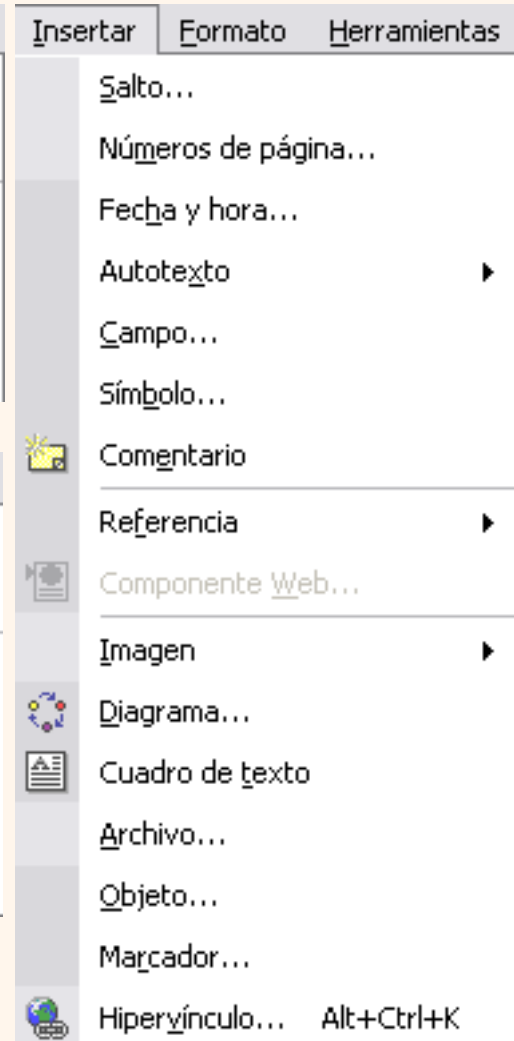 Insertar Formato Herramientas
Salto...
Números de página...
Fecha y hora...
Autotexto
Campo...
Símbolo...
Comentario
Referencia
Componente Web...
Imagen
Diagrama...
Cuadro de texto
Archivo...
Objeto...
Marcador...
Hipervínculo... Alt+Ctrl+K